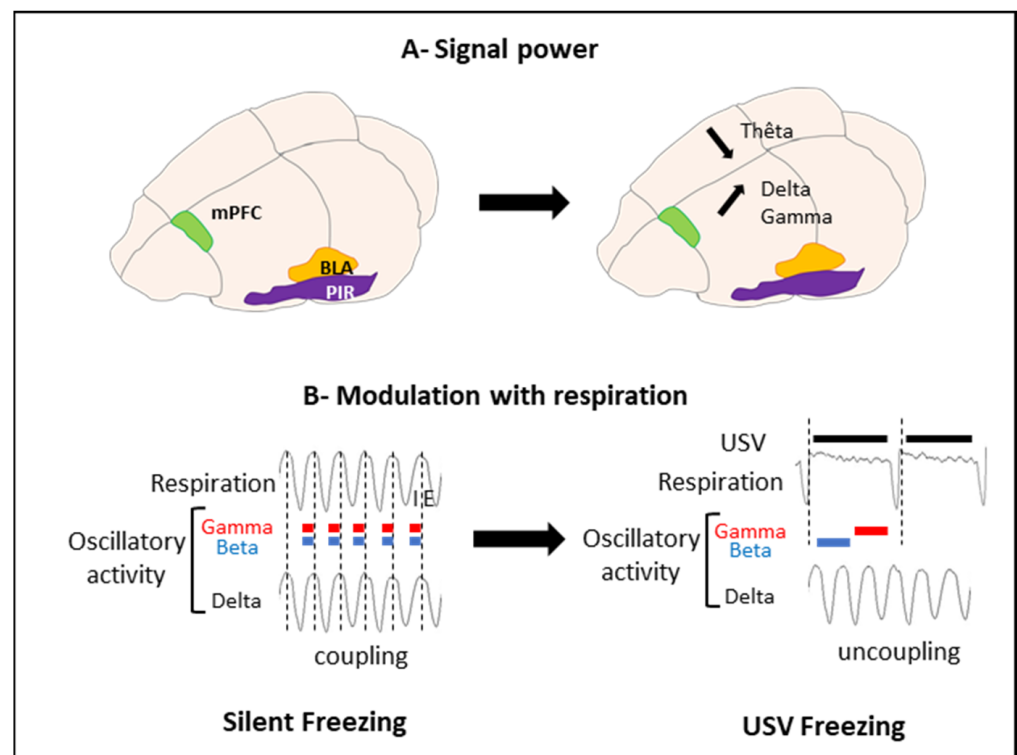 A- Signal power
mPFC
BLA
PIR
Thêta
Delta
Gamma
B- Modulation with respiration
Respiration
I E
Oscillatory
activity
Gamma
Beta
Delta
coupling
Silent Freezing
USV
Respiration
Oscillatory
activity
Gamma
Beta
Delta
uncoupling
USV Freezing